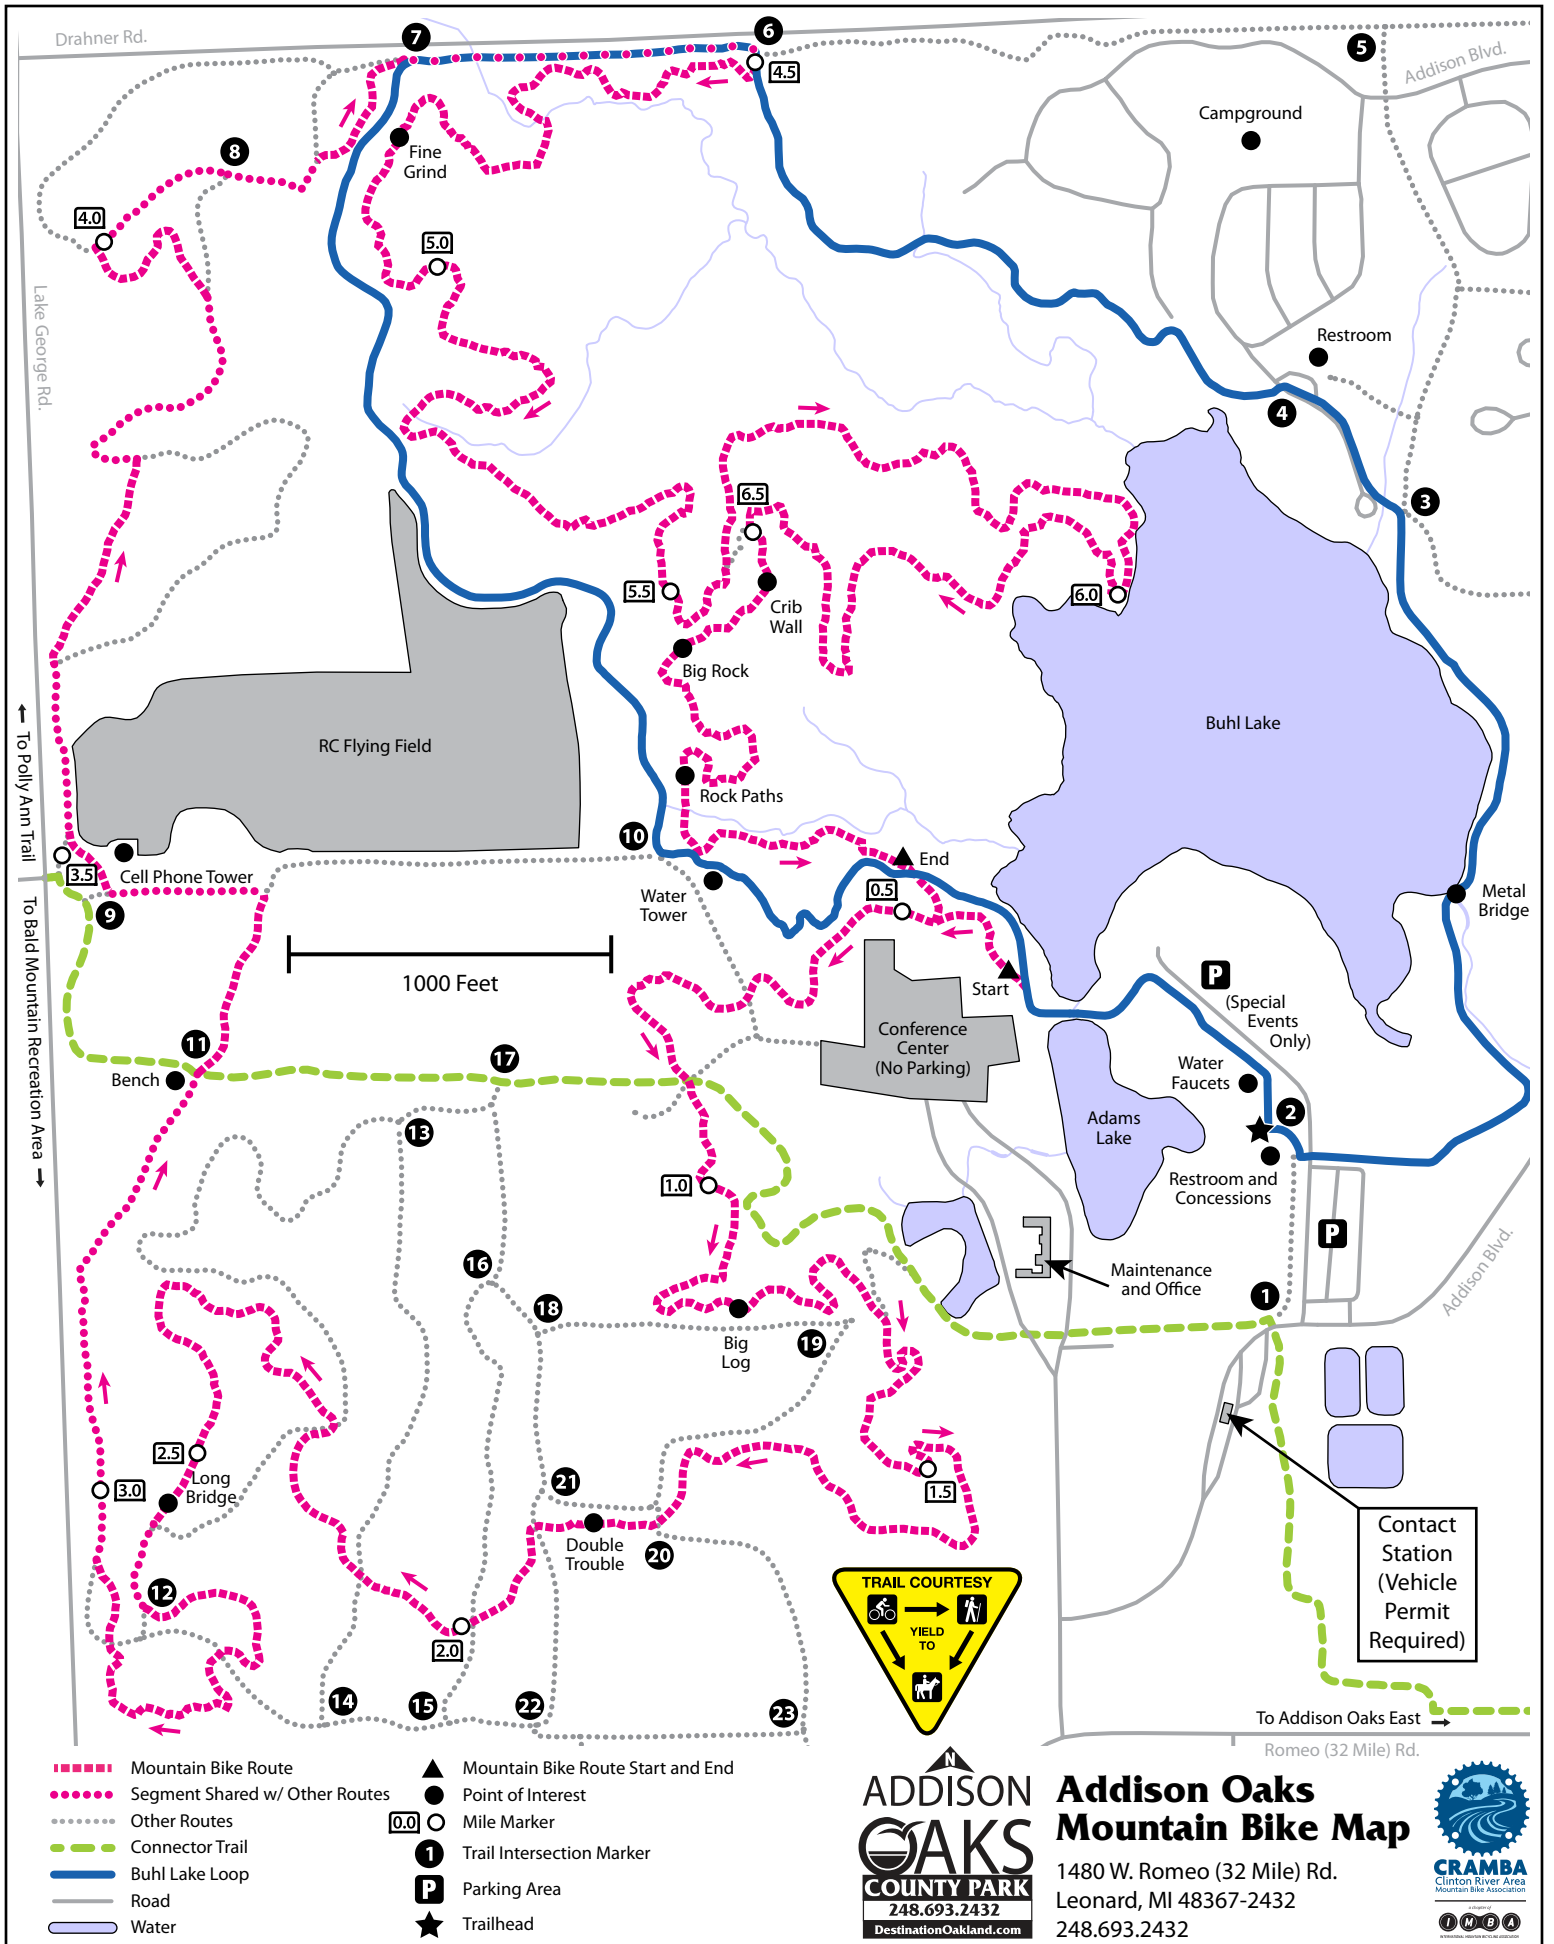 Drahner Rd.
7
6
4.5
5
Addison Blvd.
Campground
Fine
Grind
8
4.0
5.0
Lake George Rd.
Restroom
4
3
6.5
5.5
Crib
Wall
6.0
Big Rock
Buhl Lake
RC Flying Field
To Polly Ann Trail
Rock Paths
10
End
3.5
Cell Phone Tower
Water
Tower
0.5
Metal
Bridge
9
To Bald Mountain Recreation Area
1000 Feet
Start
P
(Special
Events
Only)
Conference
Center
(No Parking)
11
17
Bench
Water
Faucets
2
Adams
Lake
13
Restroom and
Concessions
1.0
P
16
Maintenance
and Office
Addison Blvd.
18
1
19
Big
Log
2.5
Long
Bridge
3.0
21
1.5
Double
Trouble
20
Contact
Station
(Vehicle
Permit
Required)
12
TRAIL COURTESY
YIELD
TO
2.0
14
15
22
23
To Addison Oaks East
Romeo (32 Mile) Rd.
Mountain Bike Route
Segment Shared w/ Other Routes
Other Routes
Connector Trail
Buhl Lake Loop
Road
Water
Mountain Bike Route Start and End
Point of Interest
0.0 Mile Marker
1 Trail Intersection Marker
P Parking Area
Trailhead
N
ADDISON
OAKS
COUNTY PARK
248.693.2432
DestinationOakland.com
Addison Oaks
Mountain Bike Map
1480 W. Romeo (32 Mile) Rd.
Leonard, MI 48367-2432
248.693.2432
CRAMBA
Clinton River Area
Mountain Bike Association
a chapter of
IMBA
INTERNATIONAL MOUNTAIN BICYCLING ASSOCIATION